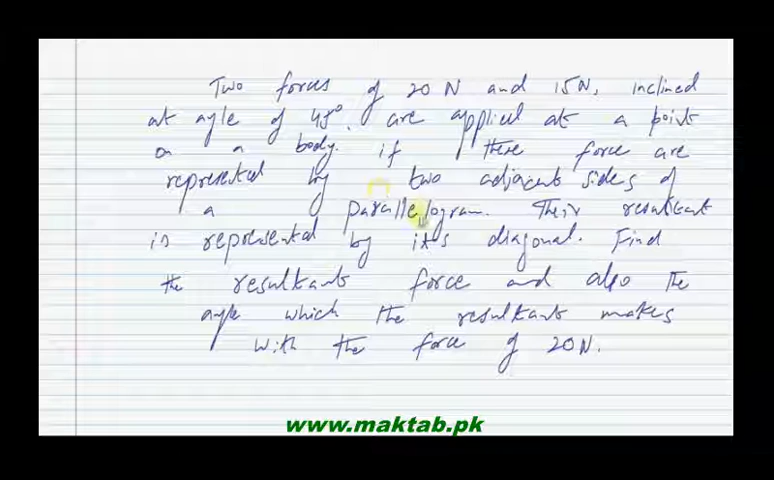 Two forces of 20 N and 15N, inclined
at angle of 45°. are applied at a point
on a body. if these force are
represented by two adjacent sides of
a parallelogram. Their resultant
is represented by it's diagonal. Find
the resultant force and also the
angle which the resultant makes
with the force of 20N.
www.maktab.pk